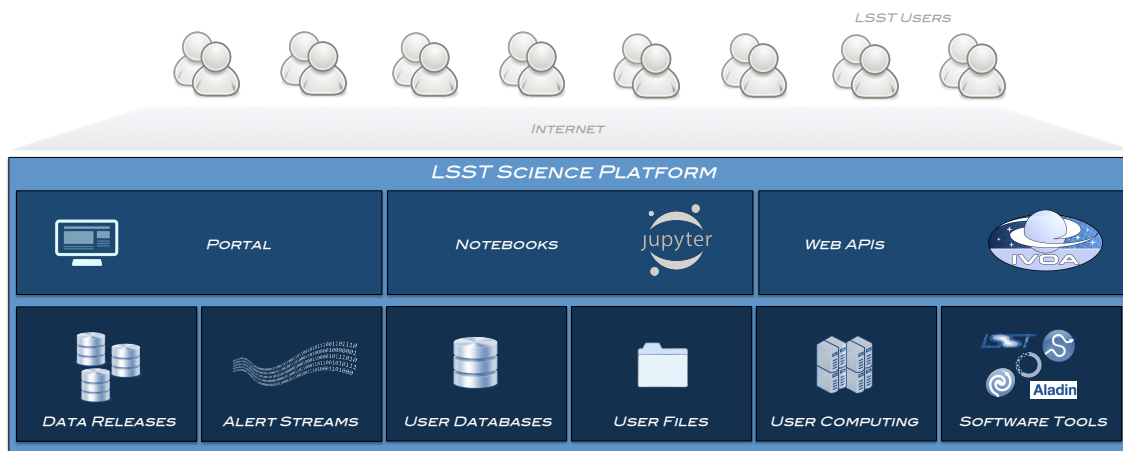 LSST Users
Internet
LSST Science Platform
Portal
Notebooks
jupyter
Web APIs
IVOA
LSST
Aladin
Data Releases
Alert Streams
User Databases
User Files
User Computing
Software Tools